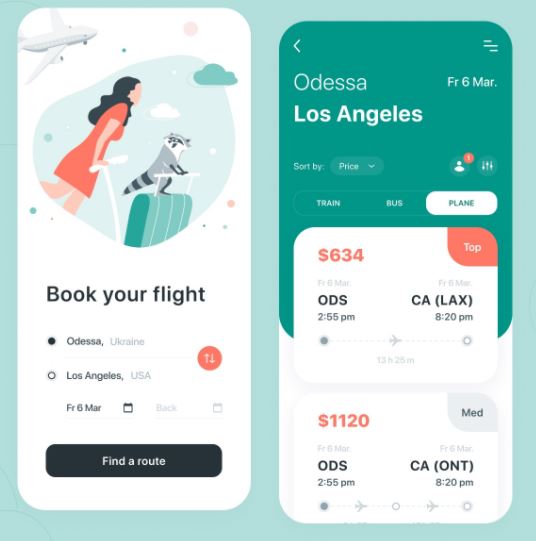 Book your flight
Odessa, Ukraine
Los Angeles, USA
Fr 6 Mar Back
Find a route
Odessa Fr 6 Mar.
Los Angeles
Sort by: Price 1
TRAIN BUS PLANE
$634 Top
Fr 6 Mar. Fr 6 Mar.
ODS CA (LAX)
2:55 pm 8:20 pm
13 h 25 m
$1120 Med
Fr 6 Mar. Fr 6 Mar.
ODS CA (ONT)
2:55 pm 8:20 pm